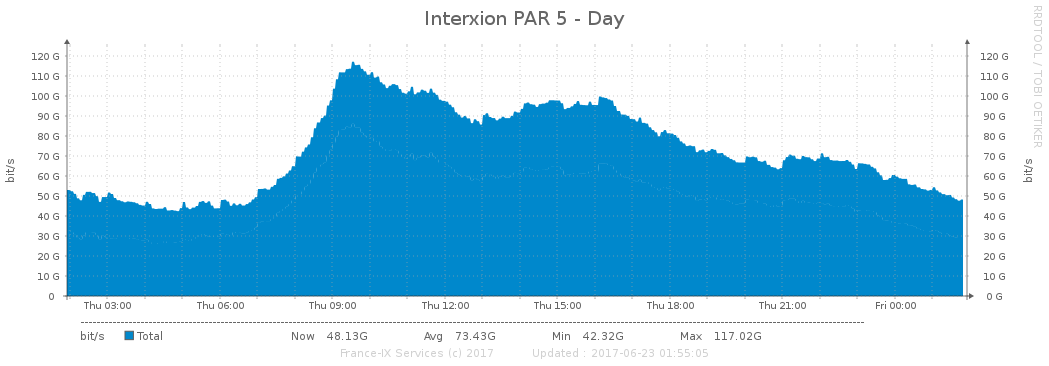 Interxion PAR 5 - Day
RRDTOOL / TOBI OETIKER
120 G 120 G
110 G 110 G
100 G 100 G
90 G 90 G
80 G 80 G
70 G 70 G
60 G 60 G
50 G 50 G
40 G 40 G
30 G 30 G
20 G 20 G
10 G 10 G
0 0 G
bit/s
bit/s
Thu 03:00 Thu 06:00 Thu 09:00 Thu 12:00 Thu 15:00 Thu 18:00 Thu 21:00 Fri 00:00
bit/s Total Now 48.13G Avg 73.43G Min 42.32G Max 117.02G
France-IX Services (c) 2017 Updated : 2017-06-23 01:55:05